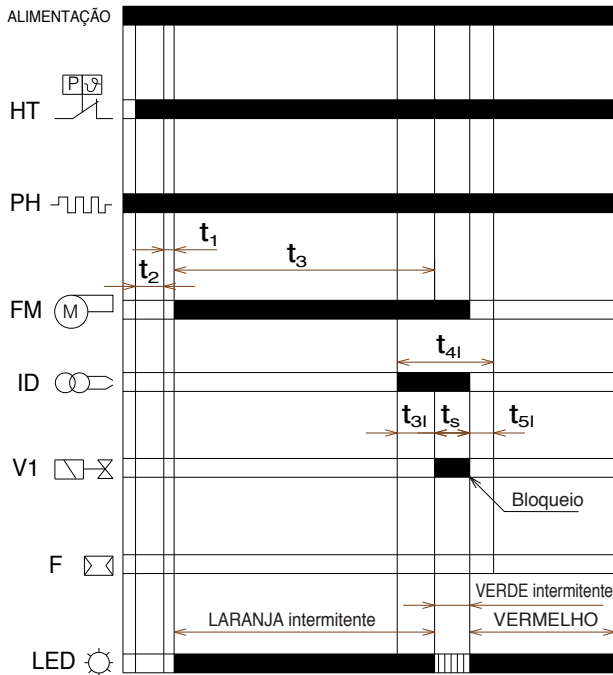 ALIMENTAÇÃO
P ϑ
HT
PH
t1
t2
t3
FM M
t4l
ID
t3l ts t5l
V1
Bloqueio
F
VERDE intermitente
LARANJA intermitente VERMELHO
LED